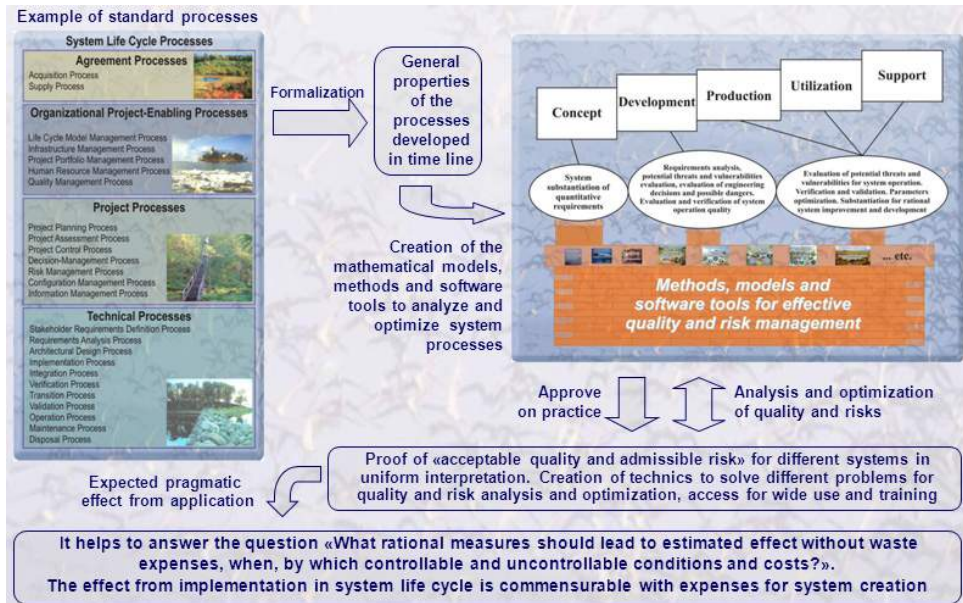 Example of standard processes
System Life Cycle Processes
Agreement Processes
Acquisition Process
Supply Process
Organizational Project-Enabling Processes
Life Cycle Model Management Process
Infrastructure Management Process
Project Portfolio Management Process
Human Resource Management Process
Quality Management Process
Project Processes
Project Planning Process
Project Assessment Process
Project Control Process
Decision-Management Process
Risk Management Process
Configuration Management Process
Information Management Process
Technical Processes
Stakeholder Requirements Definition Process
Requirements Analysis Process
Architectural Design Process
Implementation Process
Integration Process
Verification Process
Transition Process
Validation Process
Operation Process
Maintenance Process
Disposal Process
Formalization
General
properties
of the
processes
developed
in time line
Creation of the
mathematical models,
methods and software
tools to analyze and
optimize system
processes
Concept
Development
Production
Utilization
Support
System
substantiation of
quantitative
requirements
Requirements analysis,
potential threats and vulnerabilities
evaluation, evaluation of engineering
decisions and possible dangers.
Evaluation and verification of system
operation quality
Evaluation of potential threats and
vulnerabilities for system operation.
Verification and validation. Parameters
optimization. Substantiation for rational
system improvement and development
... etc.
Methods, models and
software tools for effective
quality and risk management
Approve
on practice
Analysis and optimization
of quality and risks
Proof of «acceptable quality and admissible risk» for different systems in
uniform interpretation. Creation of technics to solve different problems for
quality and risk analysis and optimization, access for wide use and training
Expected pragmatic
effect from application
It helps to answer the question «What rational measures should lead to estimated effect without waste
expenses, when, by which controllable and uncontrollable conditions and costs?».
The effect from implementation in system life cycle is commensurable with expenses for system creation